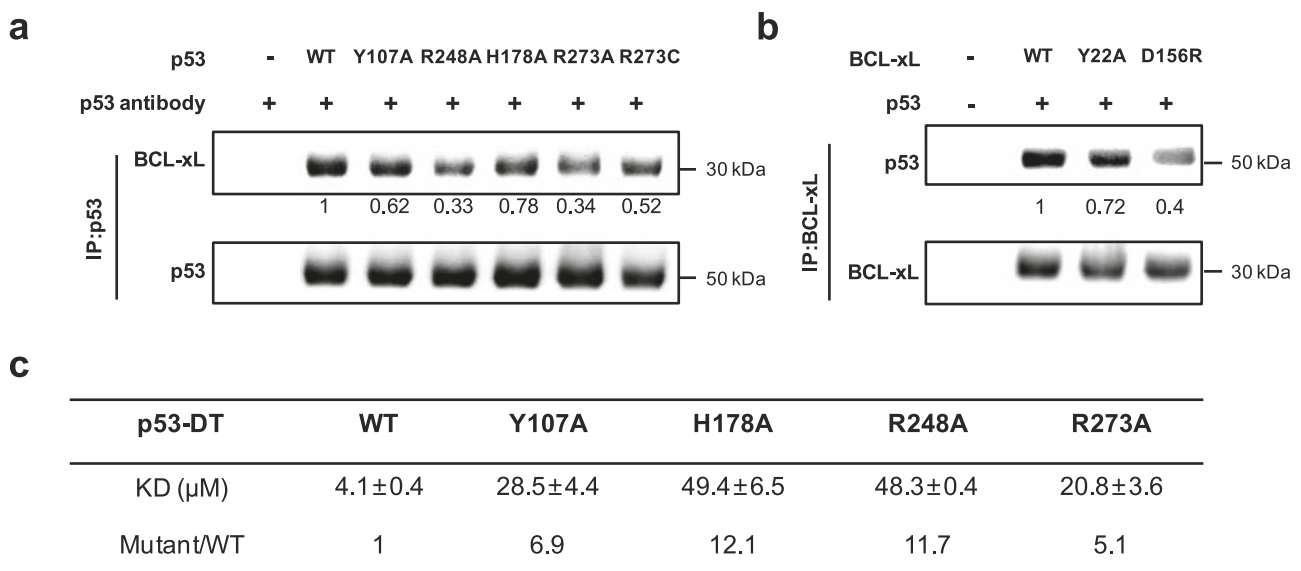 a
p53 - WT Y107A R248A H178A R273A R273C
p53 antibody + + + + + + +
IP:p53
BCL-xL 30 kDa
1 0.62 0.33 0.78 0.34 0.52
p53 50 kDa
b
BCL-xL - WT Y22A D156R
p53 - + + +
IP:BCL-xL
p53 50 kDa
1 0.72 0.4
BCL-xL 30 kDa
c
p53-DT WT Y107A H178A R248A R273A
KD (μM) 4.1±0.4 28.5±4.4 49.4±6.5 48.3±0.4 20.8±3.6
Mutant/WT 1 6.9 12.1 11.7 5.1